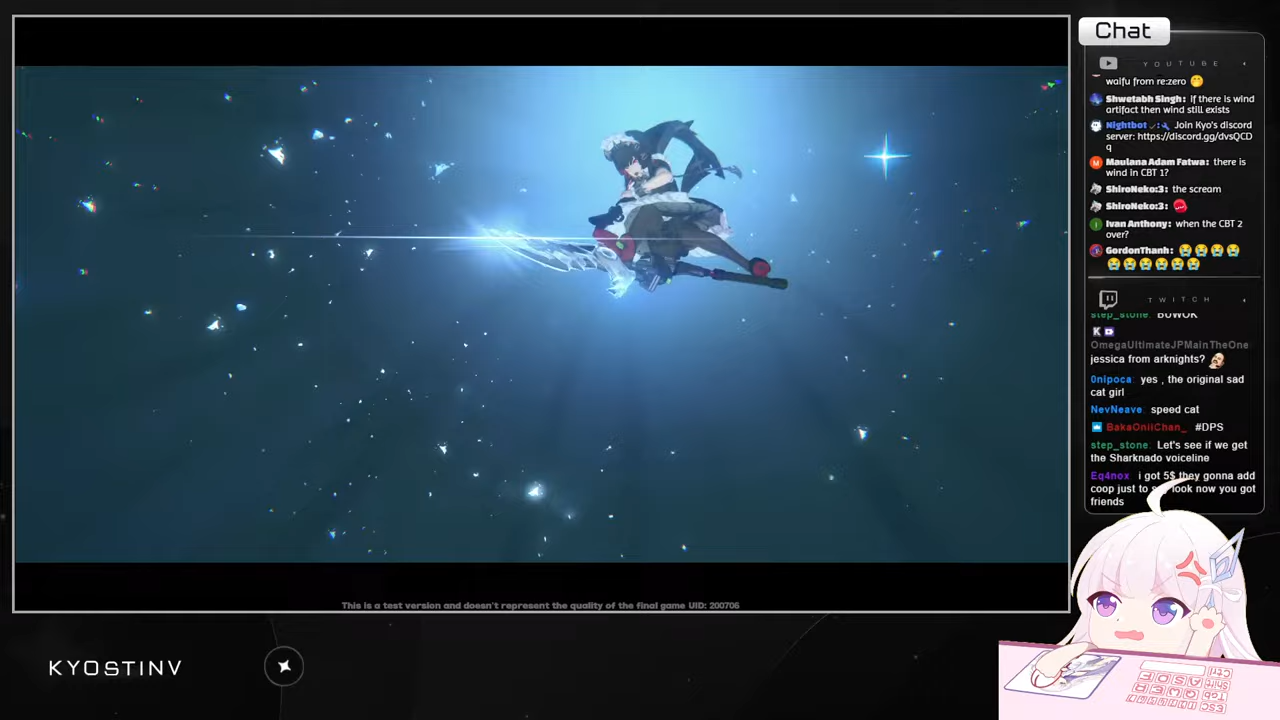 Chat
YOUTUBE
waifu from re:zero
Shwetabh Singh: if there is wind
artifact then wind still exists
Nightbot: Join Kyo's discord
server: https://discord.gg/dvsQCD
q
Maulana Adam Fatwa: there is
wind in CBT 1?
ShiroNeko:3: the scream
ShiroNeko:3:
Ivan Anthony: when the CBT 2
over?
GordonThanh:
TWITCH
step_stone: BUWOK
OmegaUltimateJPMainTheOne
jessica from arknights?
0nipoca: yes , the original sad
cat girl
NevNeave: speed cat
BakaOniiChan_ #DPS
step_stone: Let's see if we get
the Sharknado voiceline
Eq4nox i got 5$ they gonna add
coop just to look now you got
friends
This is a test version and doesn't represent the quality of the final game UID: 200706
KYOSTINV